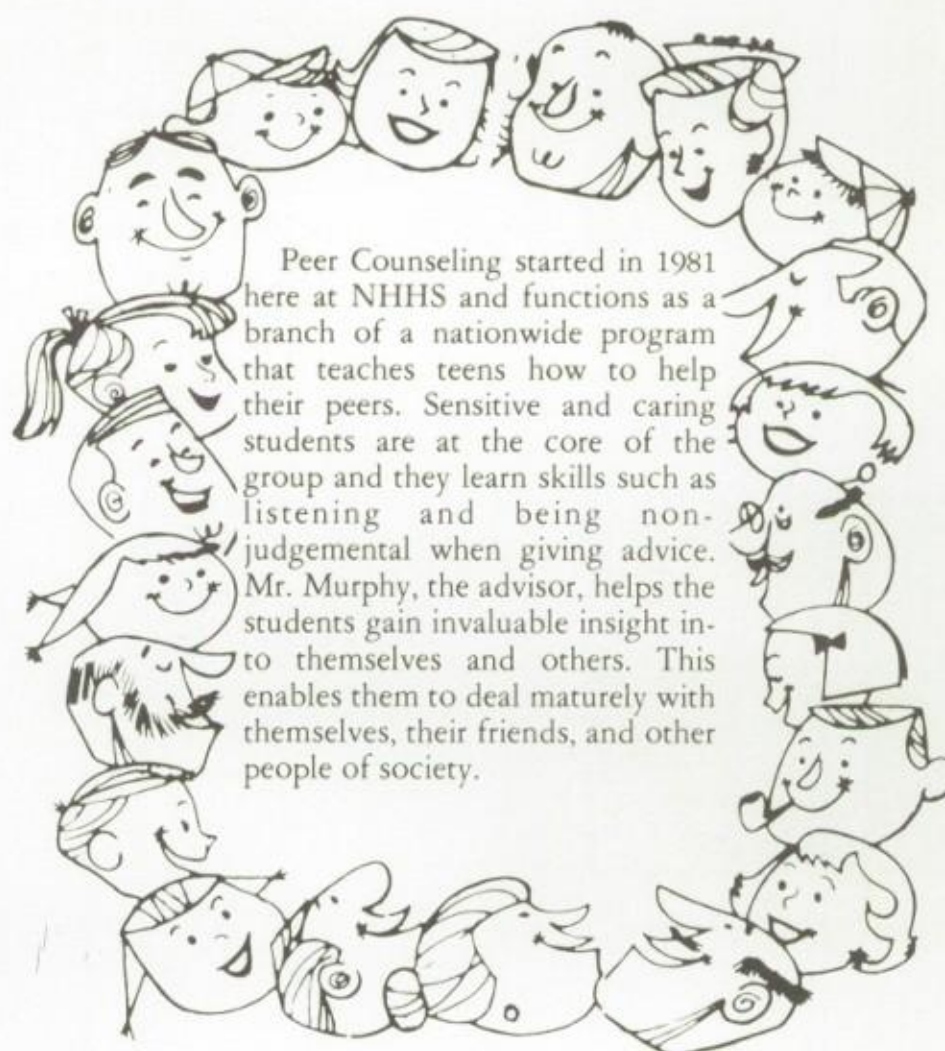 Peer Counseling started in 1981
here at NHHS and functions as a
branch of a nationwide program
that teaches teens how to help
their peers. Sensitive and caring
students are at the core of the
group and they learn skills such as
listening and being non-
judgemental when giving advice.
Mr. Murphy, the advisor, helps the
students gain invaluable insight in-
to themselves and others. This
enables them to deal maturely with
themselves, their friends, and other
people of society.